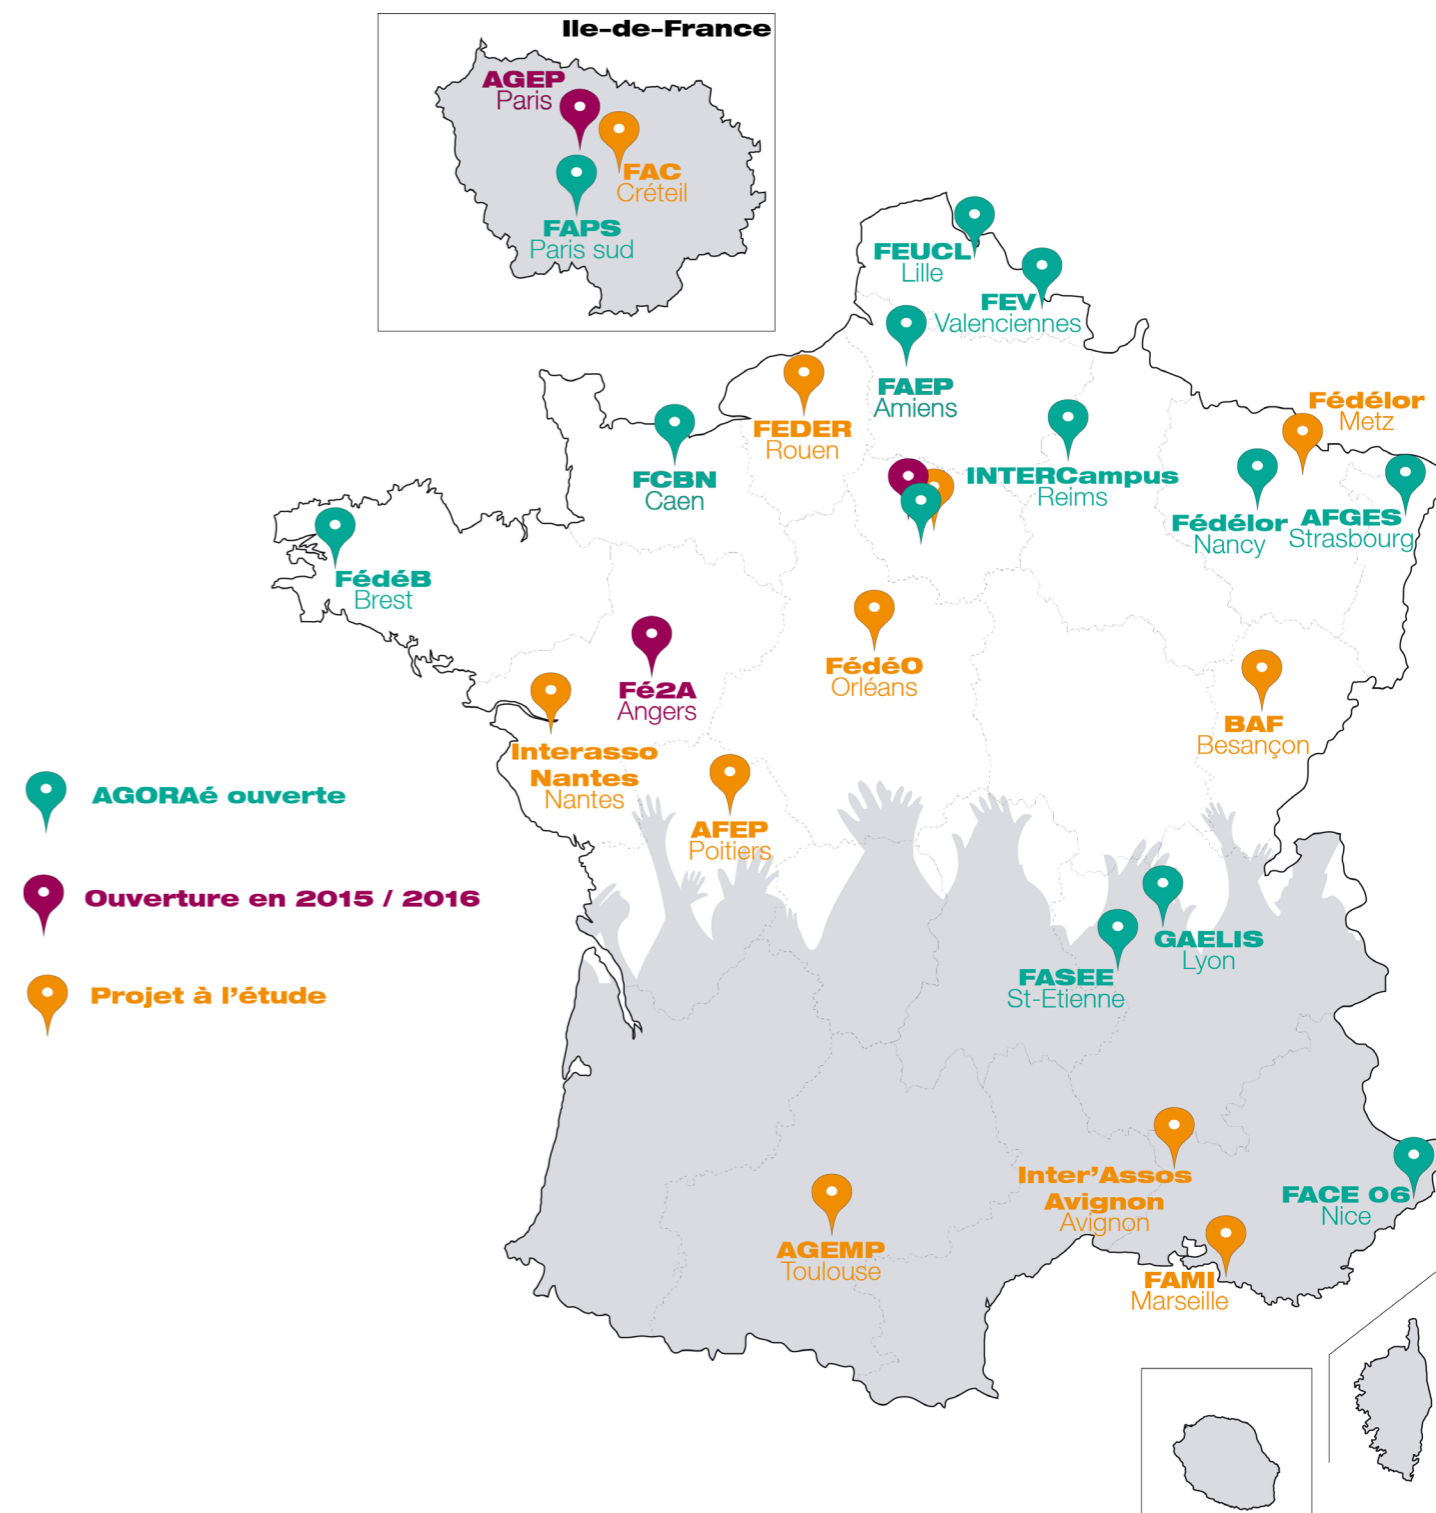 Ile-de-France
AGEP
Paris
FAC
Créteil
FAPS
Paris sud
FEUCL
Lille
FEV
Valenciennes
FAEP
Amiens
FEDER
Rouen
Fédélor
Metz
FCBN
Caen
INTERCampus
Reims
Fédélor
Nancy
AFGES
Strasbourg
FédéB
Brest
FédéO
Orléans
Fé2A
Angers
BAF
Besançon
Interasso
Nantes
Nantes
AFEP
Poitiers
AGORAé ouverte
Ouverture en 2015 / 2016
Projet à l'étude
GAELIS
Lyon
FASEE
St-Etienne
Inter'Assos
Avignon
Avignon
FACE 06
Nice
AGEMP
Toulouse
FAMI
Marseille